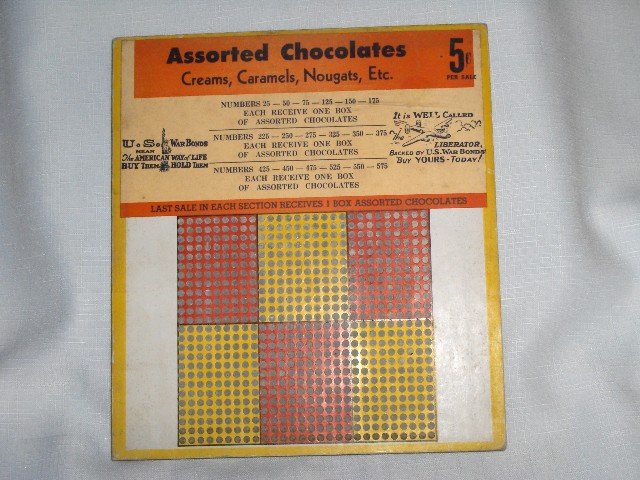 Assorted Chocolates
5¢
PER SALE
Creams, Caramels, Nougats, Etc.
NUMBERS 25 — 50 — 75 — 125 — 150 — 175
EACH RECEIVE ONE BOX
OF ASSORTED CHOCOLATES
NUMBERS 225 — 250 — 275 — 325 — 350 — 375
EACH RECEIVE ONE BOX
OF ASSORTED CHOCOLATES
NUMBERS 425 — 450 — 475 — 525 — 550 — 575
EACH RECEIVE ONE BOX
OF ASSORTED CHOCOLATES
U.S. WAR BONDS
MEAN
The AMERICAN WAY of LIFE
BUY THEM HOLD THEM
It is WELL CALLED
The
LIBERATOR,
BACKED BY U.S. WAR BONDS
BUY YOURS-TODAY!
LAST SALE IN EACH SECTION RECEIVES 1 BOX ASSORTED CHOCOLATES